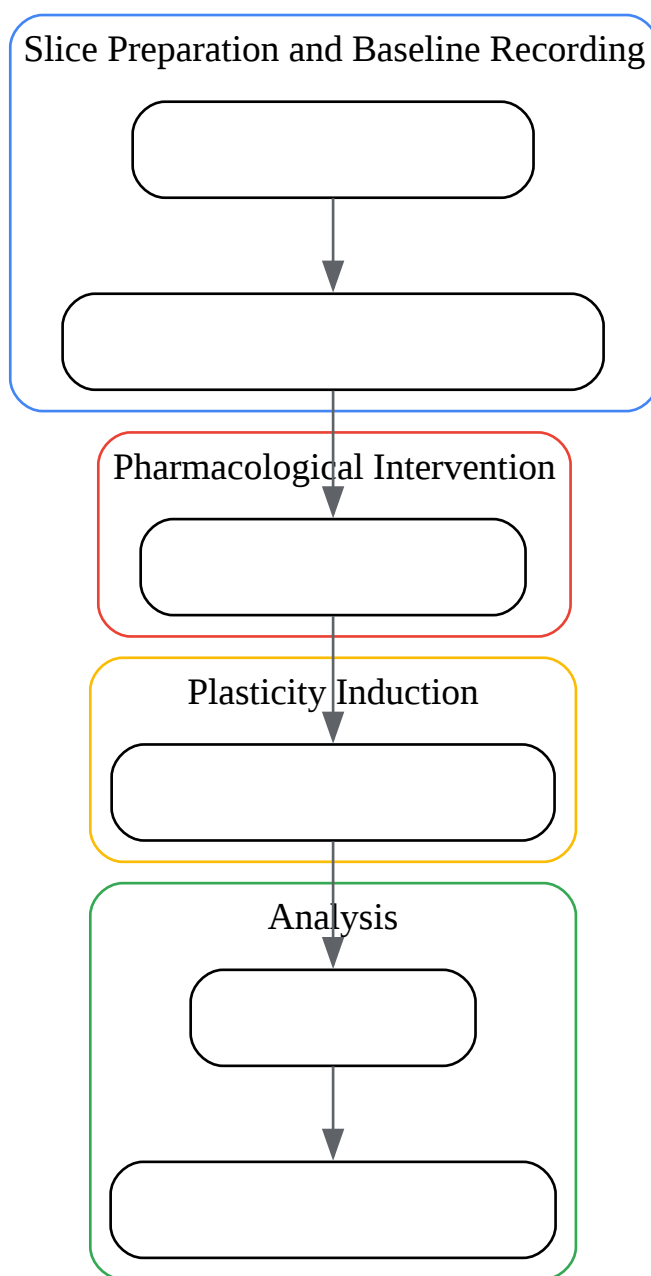 Slice Preparation and Baseline Recording
Pharmacological Intervention
Plasticity Induction
Analysis